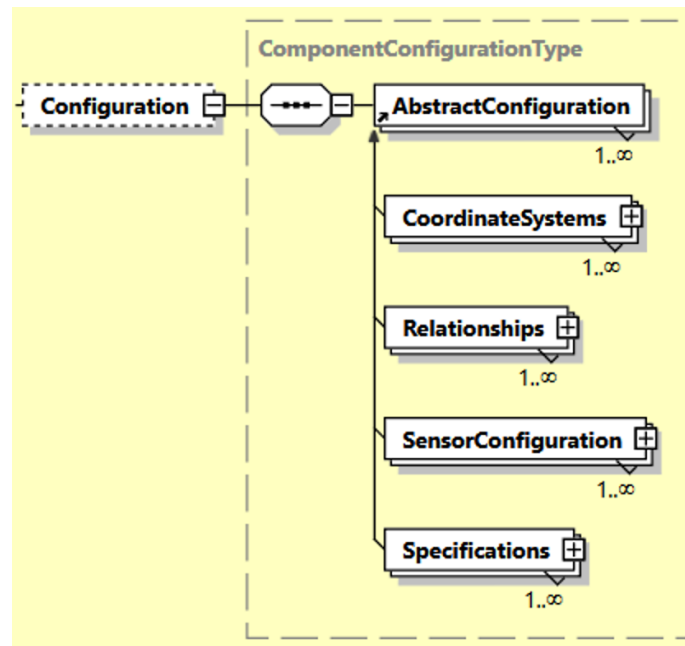 ComponentConfigurationType
Configuration
AbstractConfiguration
1..∞
CoordinateSystems
1..∞
Relationships
1..∞
SensorConfiguration
1..∞
Specifications
1..∞